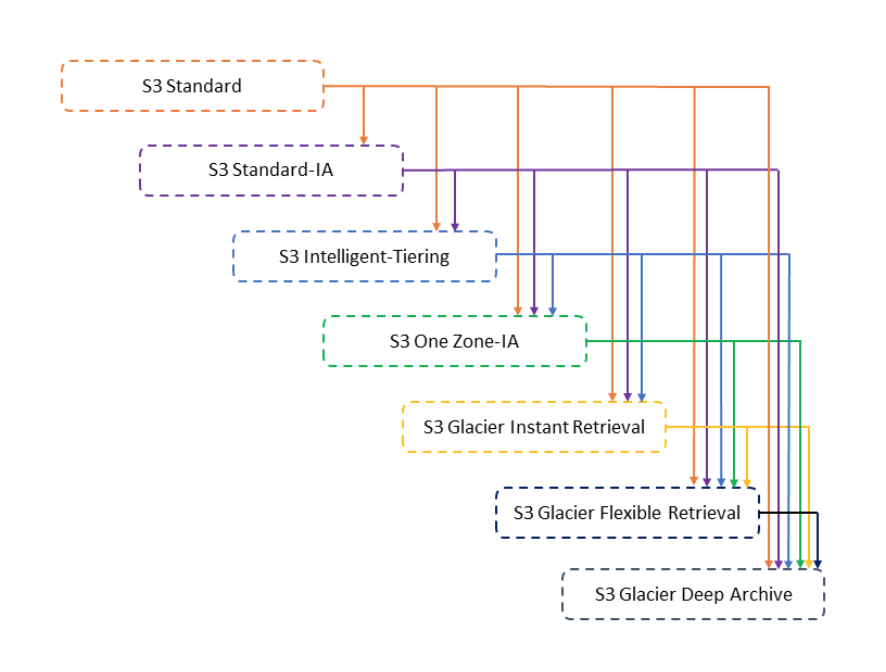 S3 Standard
S3 Standard-IA
S3 Intelligent-Tiering
S3 One Zone-IA
S3 Glacier Instant Retrieval
S3 Glacier Flexible Retrieval
S3 Glacier Deep Archive